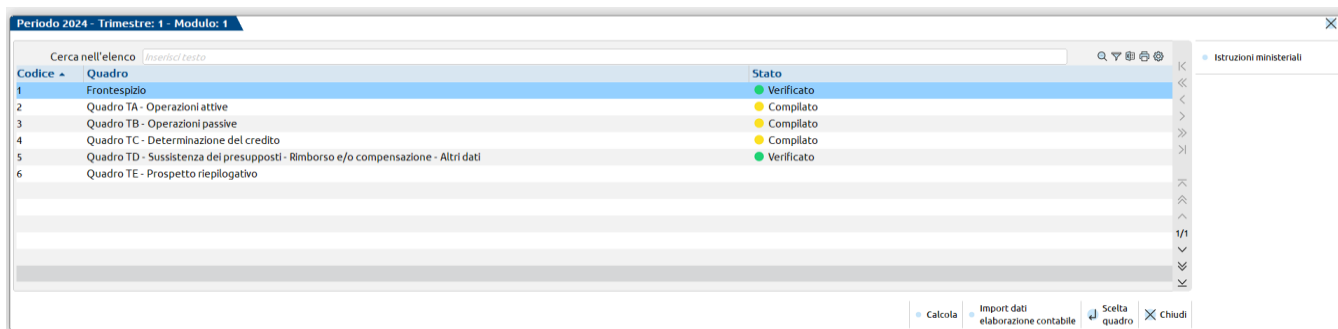 Periodo 2024 - Trimestre: 1 - Modulo: 1
Cerca nell'elenco Inserisci testo
Istruzioni ministeriali
Codice Quadro Stato
1 Frontespizio Verificato
2 Quadro TA - Operazioni attive Compilato
3 Quadro TB - Operazioni passive Compilato
4 Quadro TC - Determinazione del credito Compilato
5 Quadro TD - Sussistenza dei presupposti - Rimborso e/o compensazione - Altri dati Verificato
6 Quadro TE - Prospetto riepilogativo
1/1
Calcola
Import dati
elaborazione contabile
Scelta
quadro
Chiudi